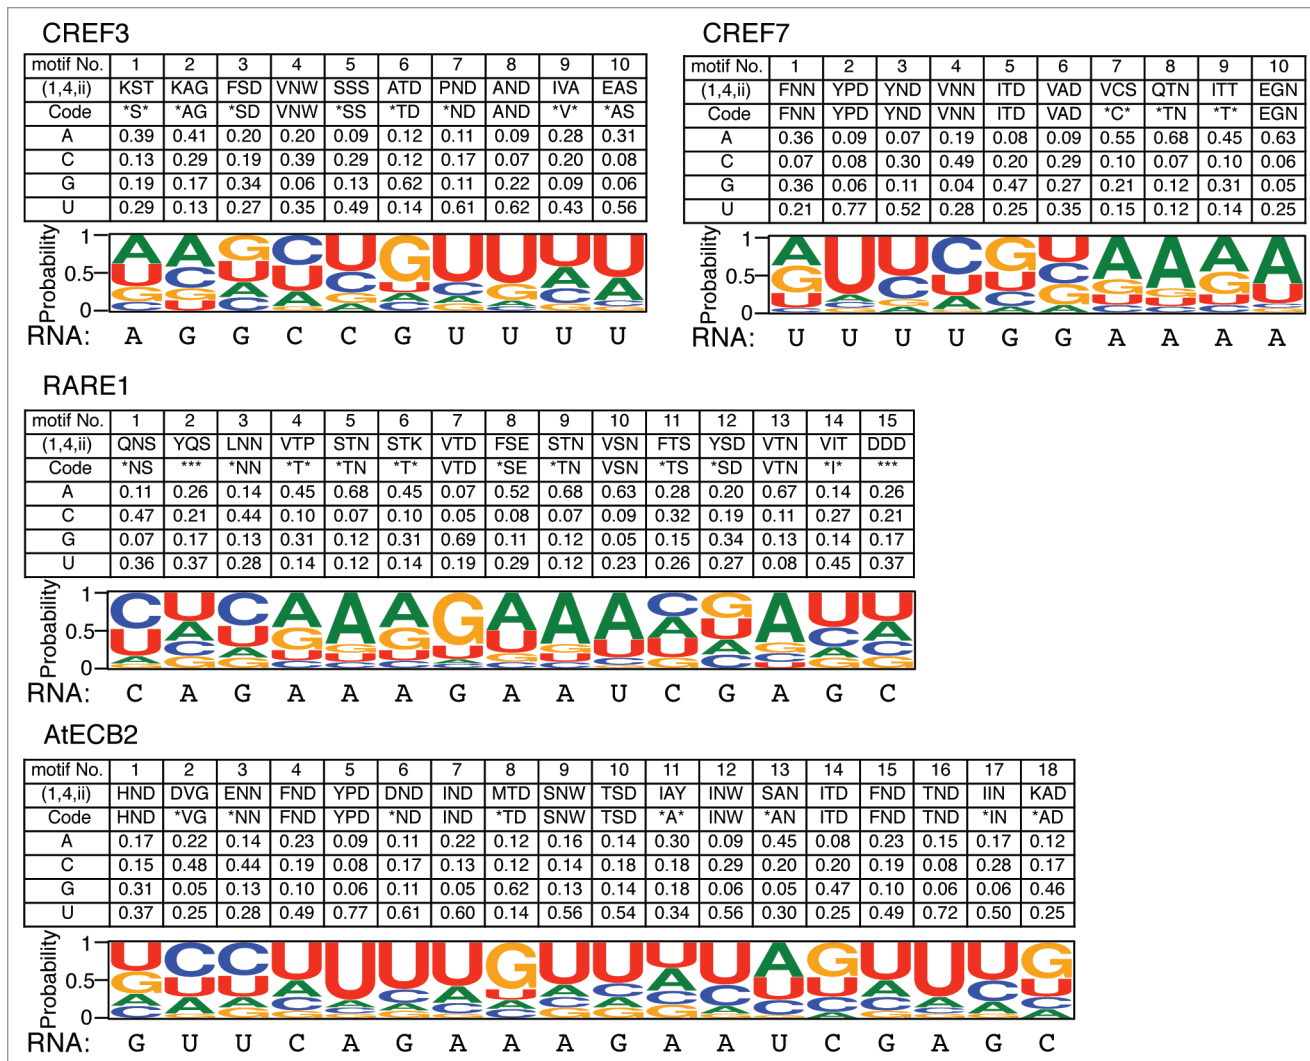 CREF3
motif No. 1 2 3 4 5 6 7 8 9 10
(1,4,ii) KST KAG FSD VNW SSS ATD PND AND IVA EAS
Code *S* *AG *SD VNW *SS *TD *ND AND *V* *AS
A 0.39 0.41 0.20 0.20 0.09 0.12 0.11 0.09 0.28 0.31
C 0.13 0.29 0.19 0.39 0.29 0.12 0.17 0.07 0.20 0.08
G 0.19 0.17 0.34 0.06 0.13 0.62 0.11 0.22 0.09 0.06
U 0.29 0.13 0.27 0.35 0.49 0.14 0.61 0.62 0.43 0.56
Probability
1
0.5
0
A A G C U G U U U U
U C U U C U C G A A
G G A A G A A A C C
C U C G A C G C G G
RNA: A G G C C G U U U U
CREF7
motif No. 1 2 3 4 5 6 7 8 9 10
(1,4,ii) FNN YPD YND VNN ITD VAD VCS QTN ITT EGN
Code FNN YPD YND VNN ITD VAD *C* *TN *T* EGN
A 0.36 0.09 0.07 0.19 0.08 0.09 0.55 0.68 0.45 0.63
C 0.07 0.08 0.30 0.49 0.20 0.29 0.10 0.07 0.10 0.06
G 0.36 0.06 0.11 0.04 0.47 0.27 0.21 0.12 0.31 0.05
U 0.21 0.77 0.52 0.28 0.25 0.35 0.15 0.12 0.14 0.25
Probability
1
0.5
0
A U U C G U A A A A
G A C U U C G G G U
U C G A C G U U U C
C G A G A A C C C G
RNA: U U U U G G A A A A
RARE1
motif No. 1 2 3 4 5 6 7 8 9 10 11 12 13 14 15
(1,4,ii) QNS YQS LNN VTP STN STK VTD FSE STN VSN FTS YSD VTN VIT DDD
Code *NS *** *NN *T* *TN *T* VTD *SE *TN VSN *TS *SD VTN *I* ***
A 0.11 0.26 0.14 0.45 0.68 0.45 0.07 0.52 0.68 0.63 0.28 0.20 0.67 0.14 0.26
C 0.47 0.21 0.44 0.10 0.07 0.10 0.05 0.08 0.07 0.09 0.32 0.19 0.11 0.27 0.21
G 0.07 0.17 0.13 0.31 0.12 0.31 0.69 0.11 0.12 0.05 0.15 0.34 0.13 0.14 0.17
U 0.36 0.37 0.28 0.14 0.12 0.14 0.19 0.29 0.12 0.23 0.26 0.27 0.08 0.45 0.37
Probability
1
0.5
0
C U C A A A G A A A C G A U U
U A U G G G U U G U A U G C A
A C A U U U A G U C U A C A C
G G G C C C C C C G G C U G G
RNA: C A G A A A G A A U C G A G C
AtECB2
motif No. 1 2 3 4 5 6 7 8 9 10 11 12 13 14 15 16 17 18
(1,4,ii) HND DVG ENN FND YPD DND IND MTD SNW TSD IAY INW SAN ITD FND TND IIN KAD
Code HND *VG *NN FND YPD *ND IND *TD SNW TSD *A* INW *AN ITD FND TND *IN *AD
A 0.17 0.22 0.14 0.23 0.09 0.11 0.22 0.12 0.16 0.14 0.30 0.09 0.45 0.08 0.23 0.15 0.17 0.12
C 0.15 0.48 0.44 0.19 0.08 0.17 0.13 0.12 0.14 0.18 0.18 0.29 0.20 0.20 0.19 0.08 0.28 0.17
G 0.31 0.05 0.13 0.10 0.06 0.11 0.05 0.62 0.13 0.14 0.18 0.06 0.05 0.47 0.10 0.06 0.06 0.46
U 0.37 0.25 0.28 0.49 0.77 0.61 0.60 0.14 0.56 0.54 0.34 0.56 0.30 0.25 0.49 0.72 0.50 0.25
Probability
1
0.5
0
U C C U U U U G U U U U A G U U U G
G U U A A C A U A C A C U U A A C U
A A A C C A C A C A C A C C C C A C
C G G G G G G C G G G G G A G G G A
RNA: G U U C A G A A A G A A U C G A G C